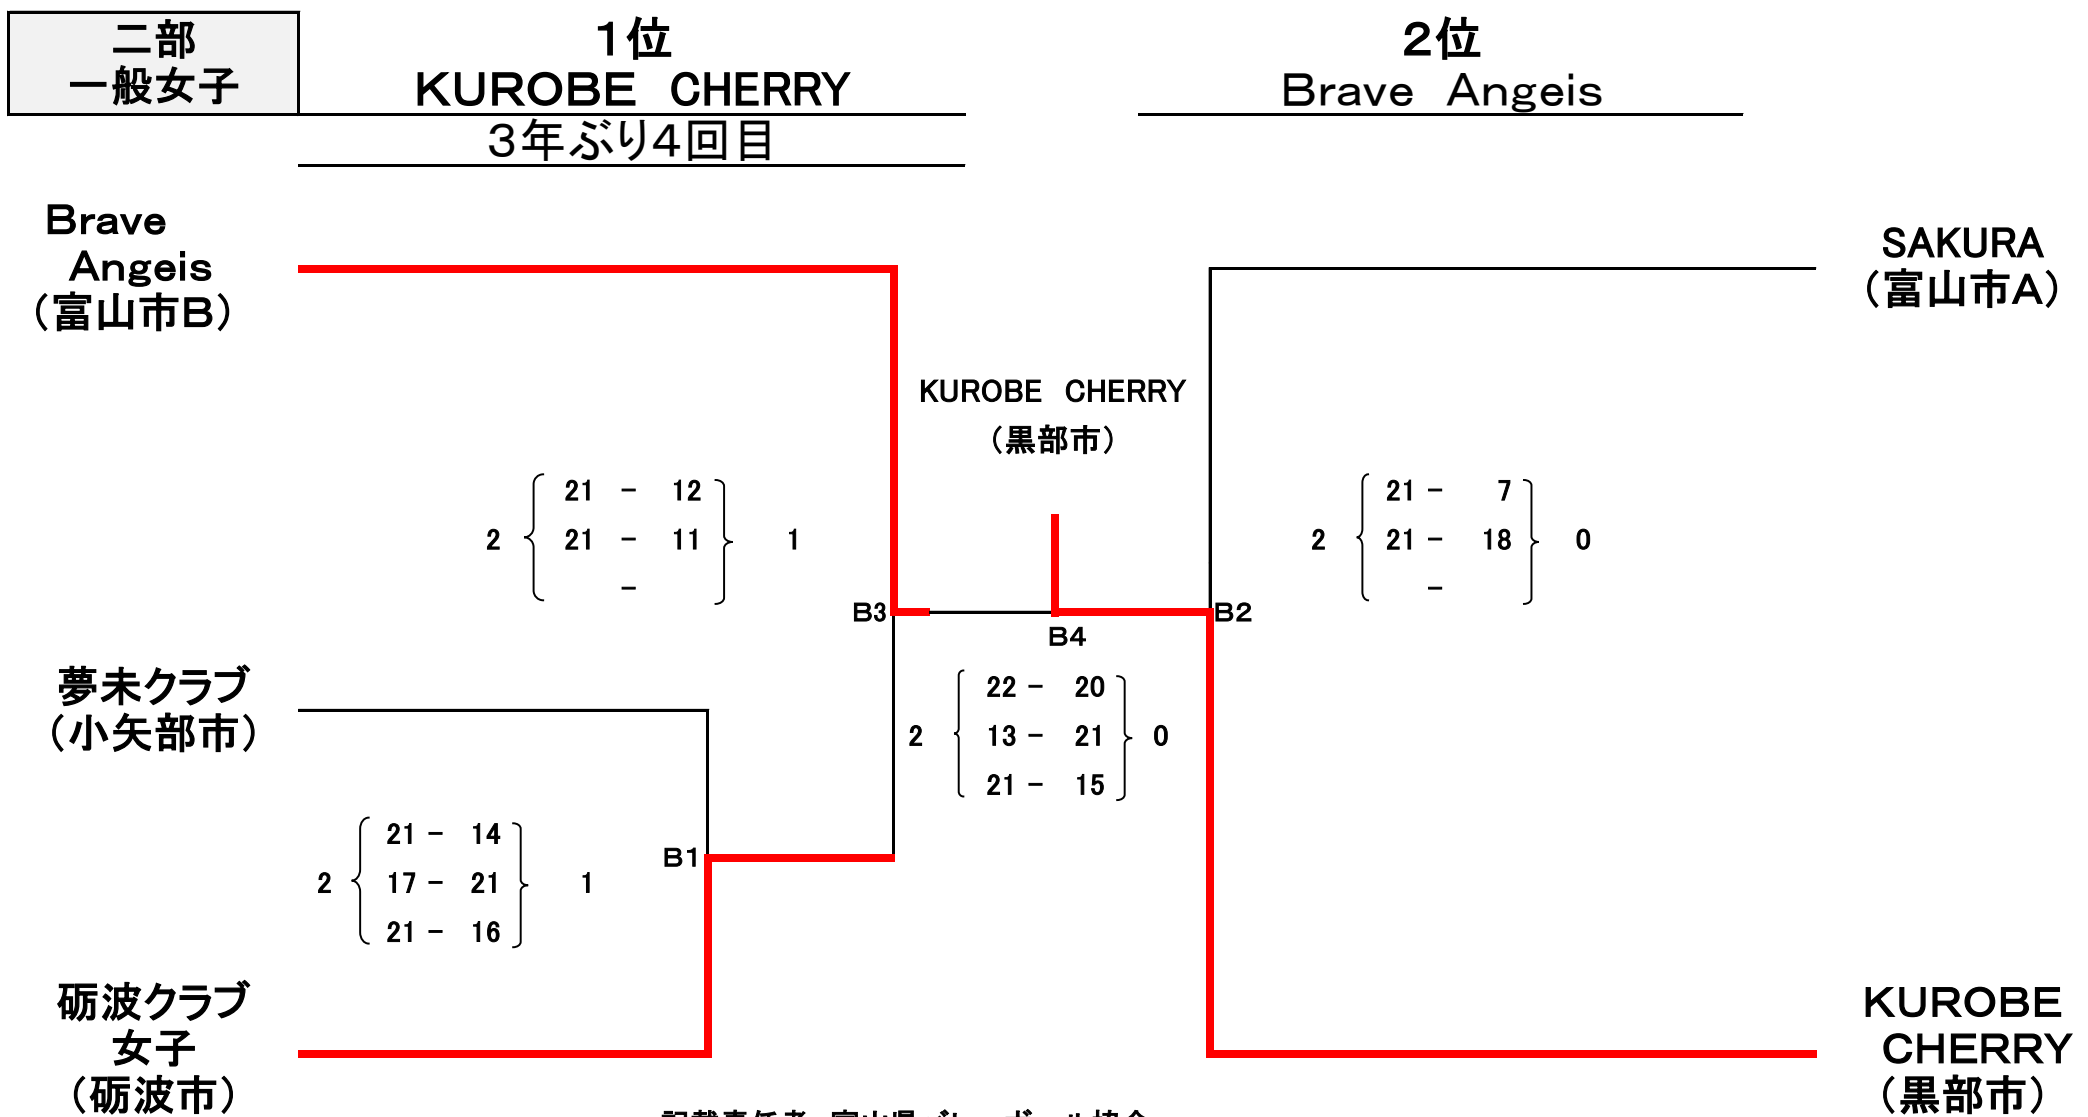 二部
一般女子
1位
KUROBE CHERRY
3年ぶり4回目
2位
Brave Angeis
Brave
Angeis
（富山市B）
SAKURA
（富山市A）
KUROBE CHERRY
（黒部市）
21 - 12
2 21 - 11 1
-
21 - 7
2 21 - 18 0
-
B3
B2
B4
夢未クラブ
（小矢部市）
22 - 20
2 13 - 21 0
21 - 15
21 - 14
2 17 - 21 1
21 - 16
B1
砺波クラブ
女子
（砺波市）
KUROBE
CHERRY
（黒部市）